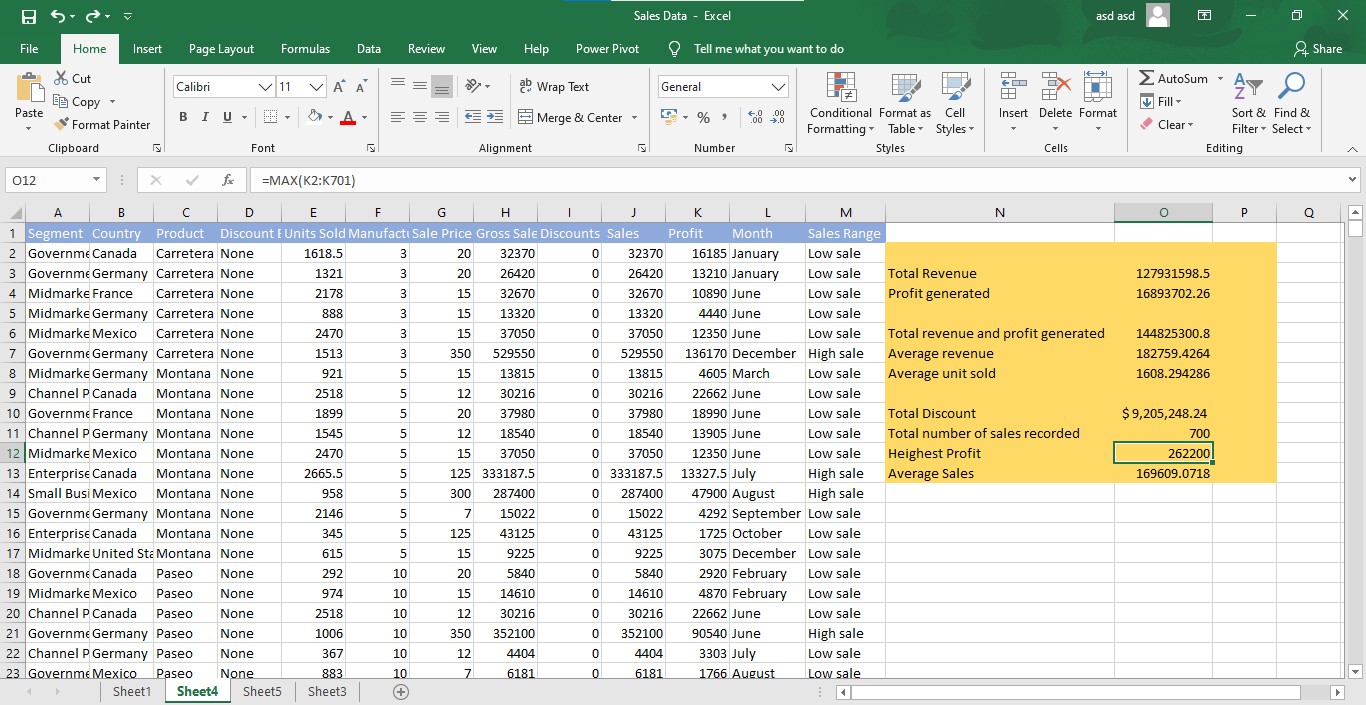 Sales Data - Excel
asd asd
File Home Insert Page Layout Formulas Data Review View Help Power Pivot Tell me what you want to do Share
Paste Cut Copy Format Painter
Calibri 11
B I U
Wrap Text
Merge & Center
General
% ,
Conditional Formatting Format as Table Cell Styles
Insert Delete Format
AutoSum Fill Clear
Sort & Filter Find & Select
Clipboard Font Alignment Number Styles Cells Editing
O12 fx =MAX(K2:K701)
A B C D E F G H I J K L M N O P Q
1 Segment Country Product Discount Units Sold Manufact Sale Price Gross Sale Discounts Sales Profit Month Sales Range
2 Governme Canada Carretera None 1618.5 3 20 32370 0 32370 16185 January Low sale
3 Governme Germany Carretera None 1321 3 20 26420 0 26420 13210 January Low sale Total Revenue 127931598.5
4 Midmarke France Carretera None 2178 3 15 32670 0 32670 10890 June Low sale Profit generated 16893702.26
5 Midmarke Germany Carretera None 888 3 15 13320 0 13320 4440 June Low sale
6 Midmarke Mexico Carretera None 2470 3 15 37050 0 37050 12350 June Low sale Total revenue and profit generated 144825300.8
7 Governme Germany Carretera None 1513 3 350 529550 0 529550 136170 December High sale Average revenue 182759.4264
8 Midmarke Germany Montana None 921 5 15 13815 0 13815 4605 March Low sale Average unit sold 1608.294286
9 Channel P Canada Montana None 2518 5 12 30216 0 30216 22662 June Low sale
10 Governme France Montana None 1899 5 20 37980 0 37980 18990 June Low sale Total Discount $ 9,205,248.24
11 Channel P Germany Montana None 1545 5 12 18540 0 18540 13905 June Low sale Total number of sales recorded 700
12 Midmarke Mexico Montana None 2470 5 15 37050 0 37050 12350 June Low sale Heighest Profit 262200
13 Enterprise Canada Montana None 2665.5 5 125 333187.5 0 333187.5 13327.5 July High sale Average Sales 169609.0718
14 Small Busi Mexico Montana None 958 5 300 287400 0 287400 47900 August High sale
15 Governme Germany Montana None 2146 5 7 15022 0 15022 4292 September Low sale
16 Enterprise Canada Montana None 345 5 125 43125 0 43125 1725 October Low sale
17 Midmarke United Sta Montana None 615 5 15 9225 0 9225 3075 December Low sale
18 Governme Canada Paseo None 292 10 20 5840 0 5840 2920 February Low sale
19 Midmarke Mexico Paseo None 974 10 15 14610 0 14610 4870 February Low sale
20 Channel P Canada Paseo None 2518 10 12 30216 0 30216 22662 June Low sale
21 Governme Germany Paseo None 1006 10 350 352100 0 352100 90540 June High sale
22 Channel P Germany Paseo None 367 10 12 4404 0 4404 3303 July Low sale
23 Governme Mexico Paseo None 883 10 7 6181 0 6181 1766 August Low sale
Sheet1 Sheet4 Sheet5 Sheet3